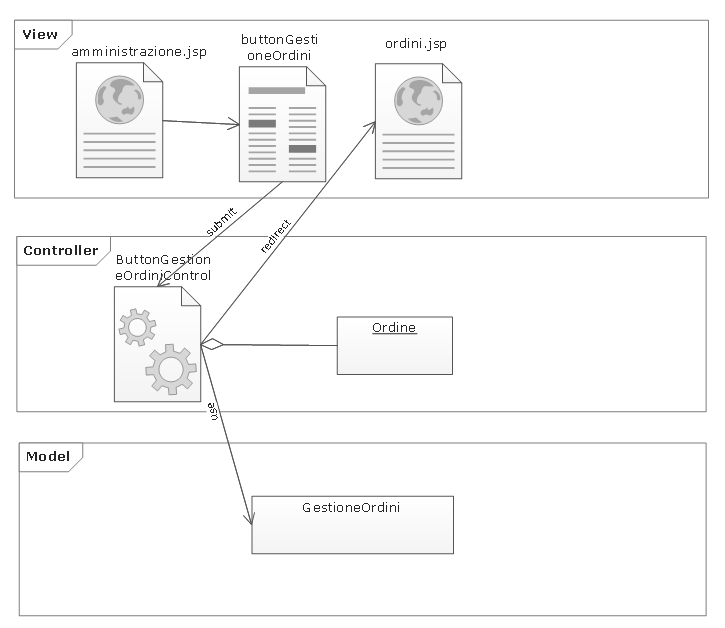 View
amministrazione.jsp
buttonGesti
oneOrdini
ordini.jsp
submit
redirect
Controller
ButtonGestion
eOrdiniControl
Ordine
use
Model
GestioneOrdini